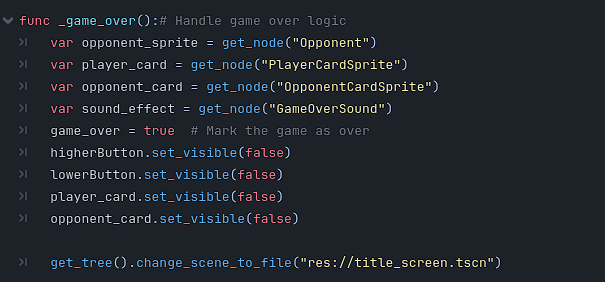 func _game_over():# Handle game over logic
var opponent_sprite = get_node("Opponent")
var player_card = get_node("PlayerCardSprite")
var opponent_card = get_node("OpponentCardSprite")
var sound_effect = get_node("GameOverSound")
game_over = true  # Mark the game as over
higherButton.set_visible(false)
lowerButton.set_visible(false)
player_card.set_visible(false)
opponent_card.set_visible(false)
get_tree().change_scene_to_file("res://title_screen.tscn")